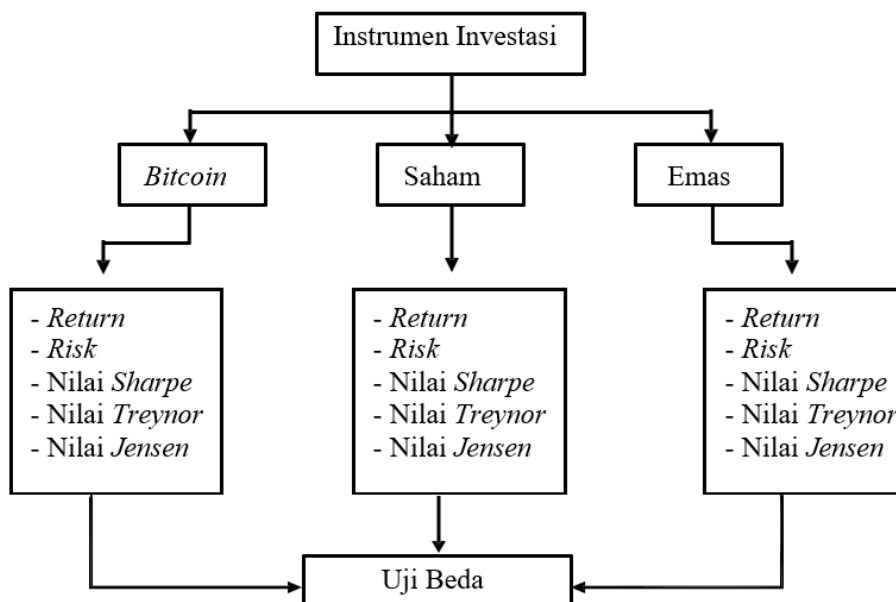 Instrumen Investasi
Bitcoin
Saham
Emas
- Return
- Risk
- Nilai Sharpe
- Nilai Treynor
- Nilai Jensen
- Return
- Risk
- Nilai Sharpe
- Nilai Treynor
- Nilai Jensen
- Return
- Risk
- Nilai Sharpe
- Nilai Treynor
- Nilai Jensen
Uji Beda